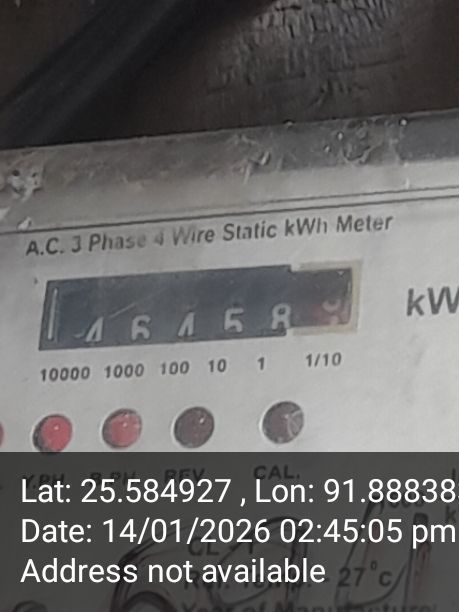 A.C. 3 Phase 4 Wire Static kWh Meter
4 6 4 5 8
kW
10000 1000 100 10 1 1/10
REV. CAL.
Lat: 25.584927 , Lon: 91.88838
Date: 14/01/2026 02:45:05 pm
Address not available
27°c